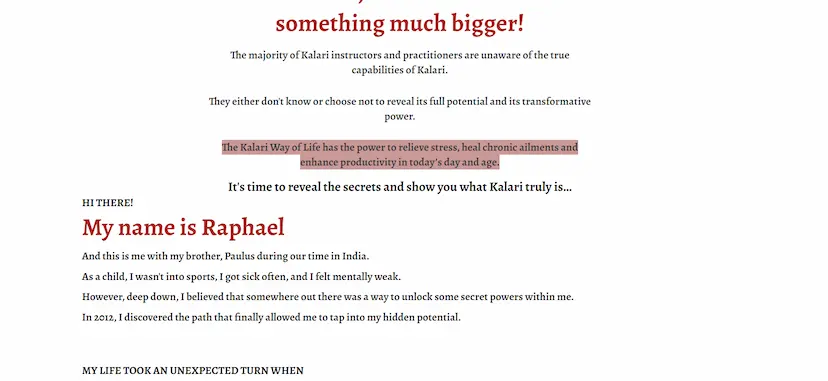 something much bigger!
The majority of Kalari instructors and practitioners are unaware of the true
capabilities of Kalari.
They either don't know or choose not to reveal its full potential and its transformative
power.
The Kalari Way of Life has the power to relieve stress, heal chronic ailments and
enhance productivity in today's day and age.
It's time to reveal the secrets and show you what Kalari truly is...
HI THERE!
My name is Raphael
And this is me with my brother, Paulus during our time in India.
As a child, I wasn't into sports, I got sick often, and I felt mentally weak.
However, deep down, I believed that somewhere out there was a way to unlock some secret powers within me.
In 2012, I discovered the path that finally allowed me to tap into my hidden potential.
MY LIFE TOOK AN UNEXPECTED TURN WHEN